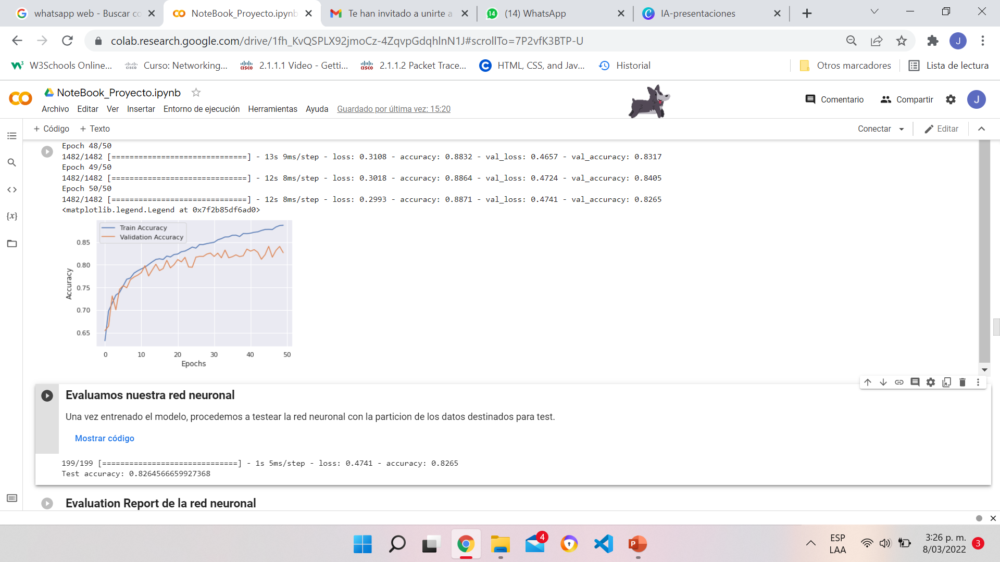 whatsapp web - Buscar co
NoteBook_Proyecto.ipynb
Te han invitado a unirte a
(14) WhatsApp
IA-presentaciones
colab.research.google.com/drive/1fh_KvQSPLX92jmoCz-4ZqvpGdqhlnN1J#scrollTo=7P2vfK3BTP-U
J
W3Schools Online...
Curso: Networking...
2.1.1.1 Video - Getti...
2.1.1.2 Packet Trace...
HTML, CSS, and Jav...
Historial
Otros marcadores
Lista de lectura
NoteBook_Proyecto.ipynb
Comentario
Compartir
J
Archivo Editar Ver Insertar Entorno de ejecución Herramientas Ayuda Guardado por última vez: 15:20
+ Código + Texto
Conectar
Editar
Epoch 48/50
1482/1482 [==============================] - 13s 9ms/step - loss: 0.3108 - accuracy: 0.8832 - val_loss: 0.4657 - val_accuracy: 0.8317
Epoch 49/50
1482/1482 [==============================] - 12s 8ms/step - loss: 0.3018 - accuracy: 0.8864 - val_loss: 0.4724 - val_accuracy: 0.8405
Epoch 50/50
1482/1482 [==============================] - 12s 8ms/step - loss: 0.2993 - accuracy: 0.8871 - val_loss: 0.4741 - val_accuracy: 0.8265
<matplotlib.legend.Legend at 0x7f2b85df6ad0>
Train Accuracy
Validation Accuracy
0.85
0.80
0.75
0.70
0.65
Accuracy
0 10 20 30 40 50
Epochs
Evaluamos nuestra red neuronal
Una vez entrenado el modelo, procedemos a testear la red neuronal con la particion de los datos destinados para test.
Mostrar código
199/199 [==============================] - 1s 5ms/step - loss: 0.4741 - accuracy: 0.8265
Test accuracy: 0.8264566659927368
Evaluation Report de la red neuronal
4
ESP
LAA
3:26 p. m.
8/03/2022
3